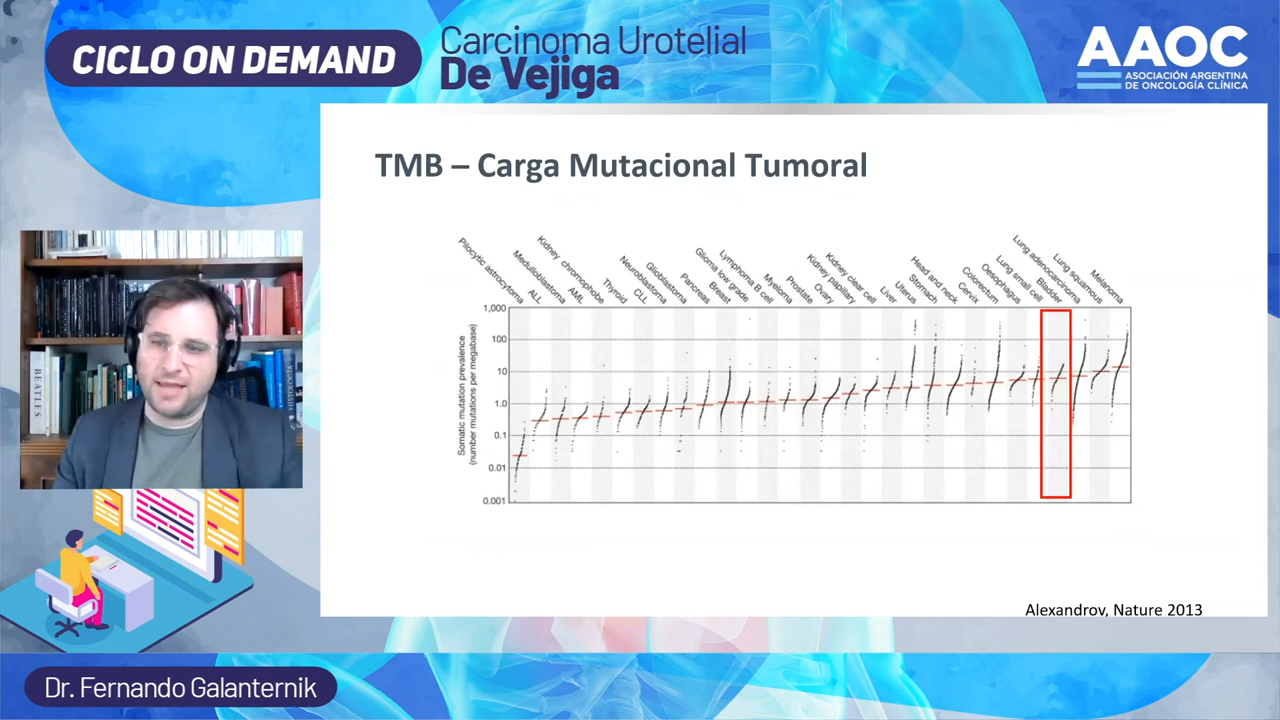 CICLO ON DEMAND
Carcinoma Urotelial
De Vejiga
AAOC
ASOCIACIÓN ARGENTINA
DE ONCOLOGÍA CLÍNICA
TMB – Carga Mutacional Tumoral
Pilocytic astrocytoma
ALL
Medulloblastoma
AML
Kidney chromophobe
Thyroid
CLL
Neuroblastoma
Glioblastoma
Pancreas
Breast
Glioma low grade
Lymphoma B cell
Myeloma
Prostate
Ovary
Kidney papillary
Kidney clear cell
Liver
Uterus
Stomach
Head and neck
Cervix
Colorectum
Oesophagus
Lung small cell
Bladder
Lung adenocarcinoma
Lung squamous
Melanoma
Somatic mutation prevalence
(number mutations per megabase)
1,000
100
10
1.0
0.1
0.01
0.001
BEATLES
HISTOLOGIA
Alexandrov, Nature 2013
Dr. Fernando Galanternik